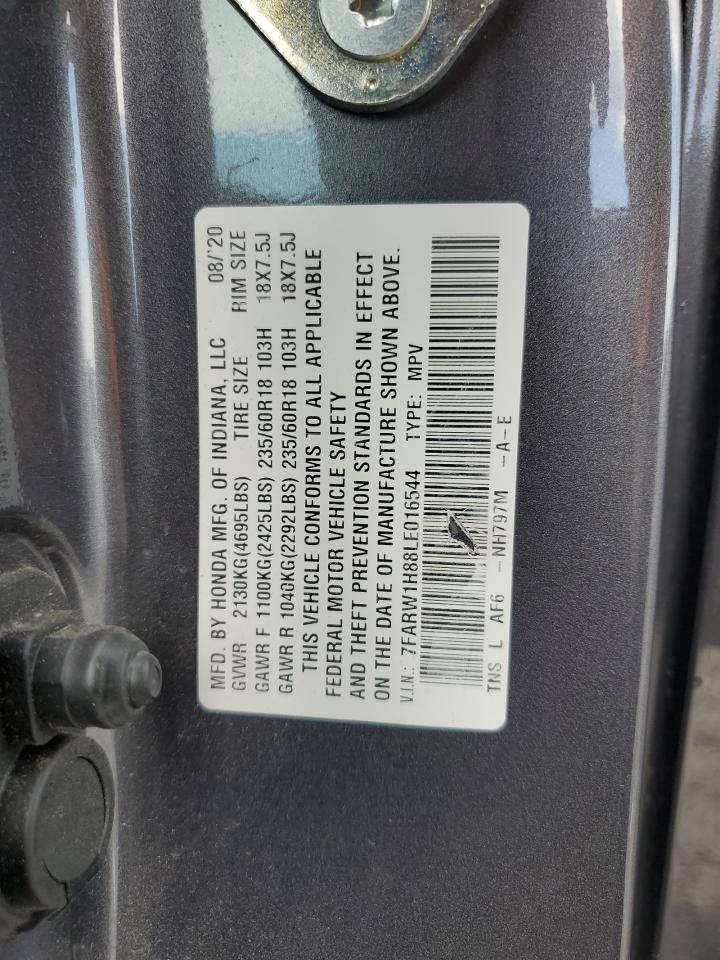 MFD. BY HONDA MFG. OF INDIANA, LLC 08/'20
GVWR 2130KG(4695LBS) TIRE SIZE RIM SIZE
GAWR F 1100KG(2425LBS) 235/60R18 103H 18X7.5J
GAWR R 1040KG(2292LBS) 235/60R18 103H 18X7.5J
THIS VEHICLE CONFORMS TO ALL APPLICABLE
FEDERAL MOTOR VEHICLE SAFETY
AND THEFT PREVENTION STANDARDS IN EFFECT
ON THE DATE OF MANUFACTURE SHOWN ABOVE.
V.I.N.: 7FARW1H88LE016544 TYPE: MPV
TNS L AF6 -NH797M -A-E